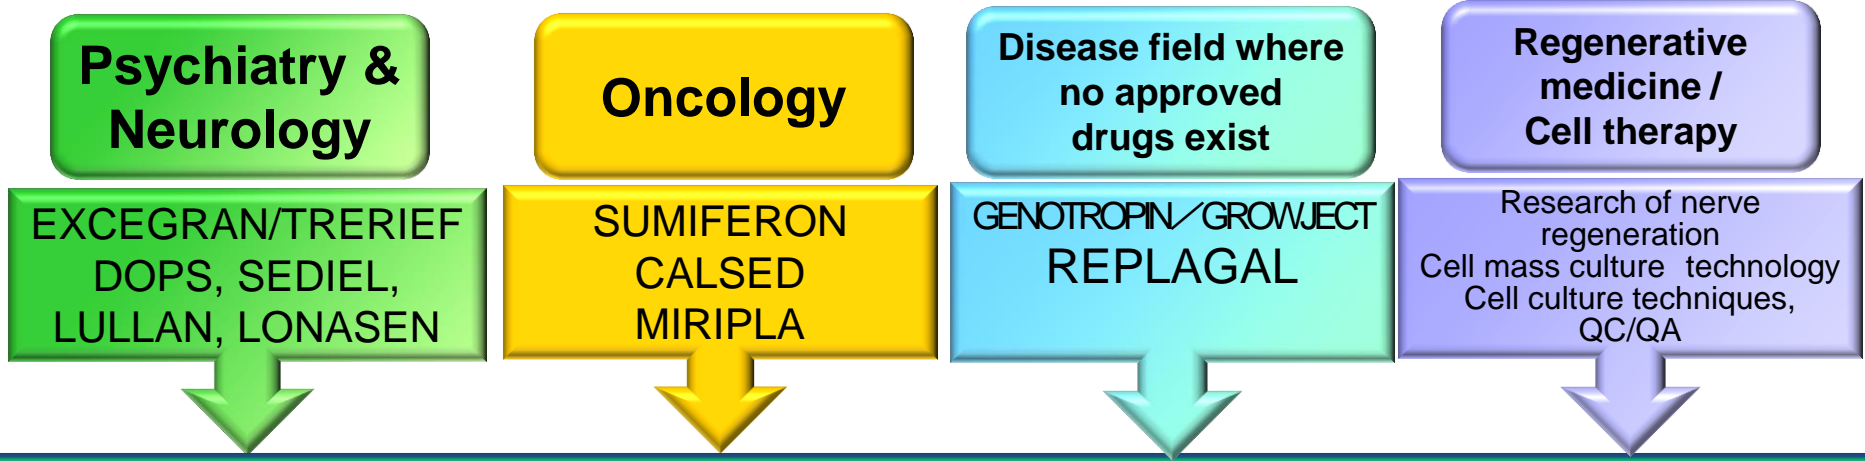 Psychiatry &
Neurology
EXCEGRAN/TRERIEF
DOPS, SEDIEL,
LULLAN, LONASEN
Oncology
SUMIFERON
CALSED
MIRIPLA
Disease field where
no approved
drugs exist
GENOTROPIN／GROWJECT
REPLAGAL
Regenerative
medicine /
Cell therapy
Research of nerve
regeneration
Cell mass culture technology
Cell culture techniques,
QC/QA